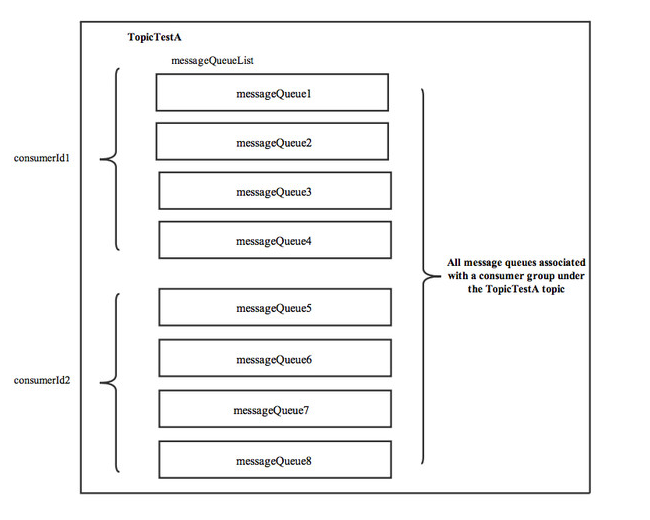 TopicTestA
messageQueueList
messageQueue1
messageQueue2
consumerId1
messageQueue3
messageQueue4
All message queues associated
with a consumer group under
the TopicTestA topic
messageQueue5
messageQueue6
consumerId2
messageQueue7
messageQueue8